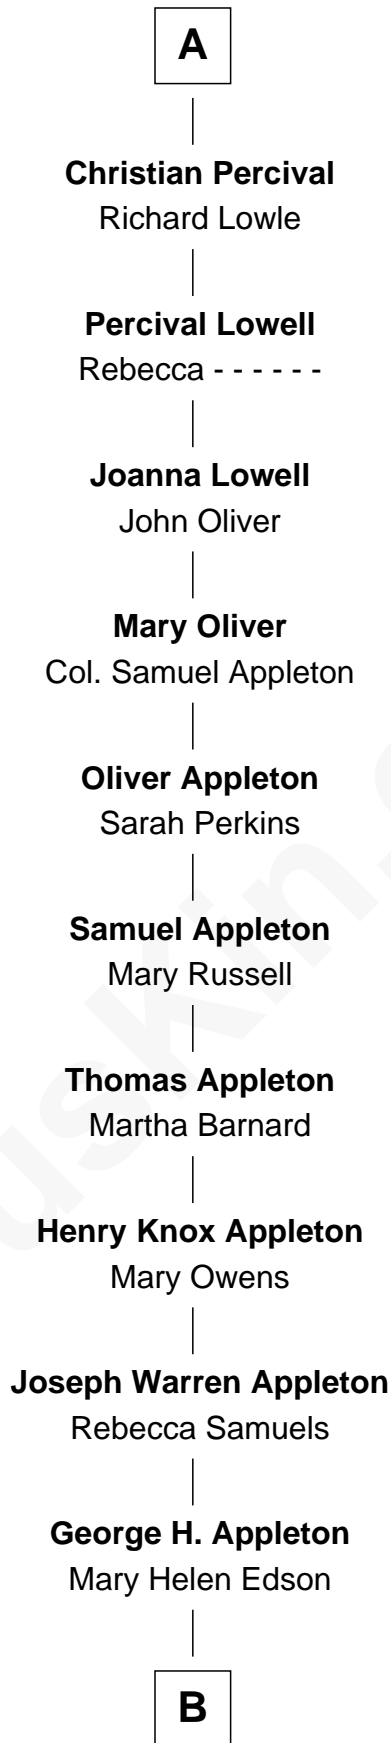 A
Christian Percival
Richard Lowle
Percival Lowell
Rebecca - - - - - -
Joanna Lowell
John Oliver
Mary Oliver
Col. Samuel Appleton
Oliver Appleton
Sarah Perkins
Samuel Appleton
Mary Russell
Thomas Appleton
Martha Barnard
Henry Knox Appleton
Mary Owens
Joseph Warren Appleton
Rebecca Samuels
George H. Appleton
Mary Helen Edson
B